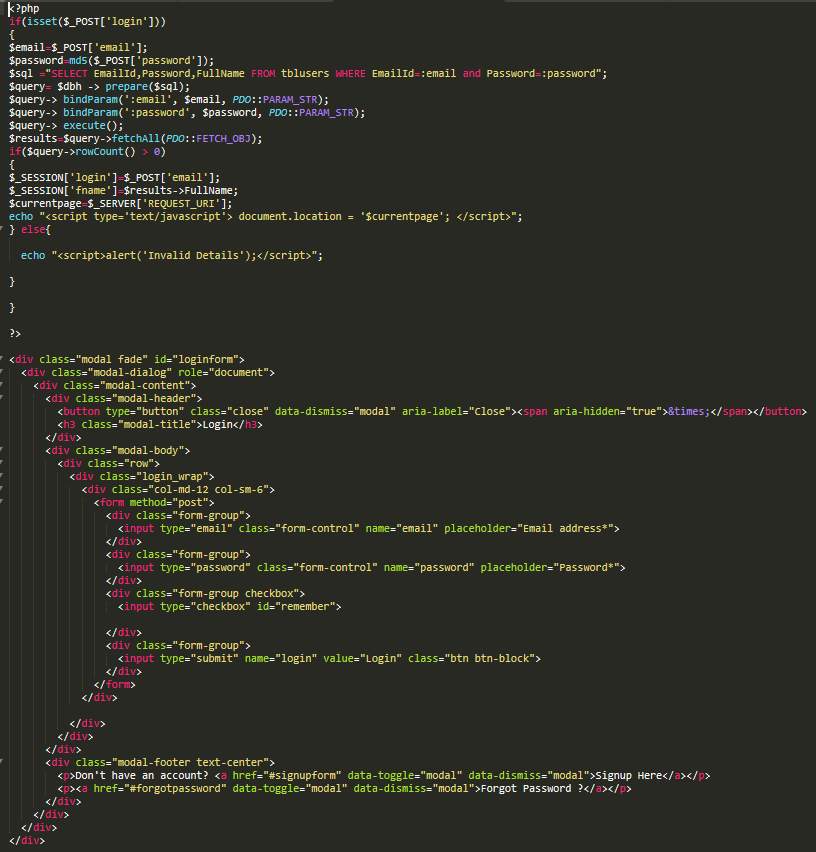 <?php
if(isset($_POST['login']))
{
$email=$_POST['email'];
$password=md5($_POST['password']);
$sql ="SELECT EmailId,Password,FullName FROM tblusers WHERE EmailId=:email and Password=:password";
$query= $dbh -> prepare($sql);
$query-> bindParam(':email', $email, PDO::PARAM_STR);
$query-> bindParam(':password', $password, PDO::PARAM_STR);
$query-> execute();
$results=$query->fetchAll(PDO::FETCH_OBJ);
if($query->rowCount() > 0)
{
$_SESSION['login']=$_POST['email'];
$_SESSION['fname']=$results->FullName;
$currentpage=$_SERVER['REQUEST_URI'];
echo "<script type='text/javascript'> document.location = '$currentpage'; </script>";
} else{
echo "<script>alert('Invalid Details');</script>";
}
}
?>
<div class="modal fade" id="loginform">
<div class="modal-dialog" role="document">
<div class="modal-content">
<div class="modal-header">
<button type="button" class="close" data-dismiss="modal" aria-label="Close"><span aria-hidden="true">&times;</span></button>
<h3 class="modal-title">Login</h3>
</div>
<div class="modal-body">
<div class="row">
<div class="login_wrap">
<div class="col-md-12 col-sm-6">
<form method="post">
<div class="form-group">
<input type="email" class="form-control" name="email" placeholder="Email address*">
</div>
<div class="form-group">
<input type="password" class="form-control" name="password" placeholder="Password*">
</div>
<div class="form-group checkbox">
<input type="checkbox" id="remember">
</div>
<div class="form-group">
<input type="submit" name="login" value="Login" class="btn btn-block">
</div>
</form>
</div>
</div>
</div>
</div>
<div class="modal-footer text-center">
<p>Don't have an account? <a href="#signupform" data-toggle="modal" data-dismiss="modal">Signup Here</a></p>
<p><a href="#forgotpassword" data-toggle="modal" data-dismiss="modal">Forgot Password ?</a></p>
</div>
</div>
</div>
</div>